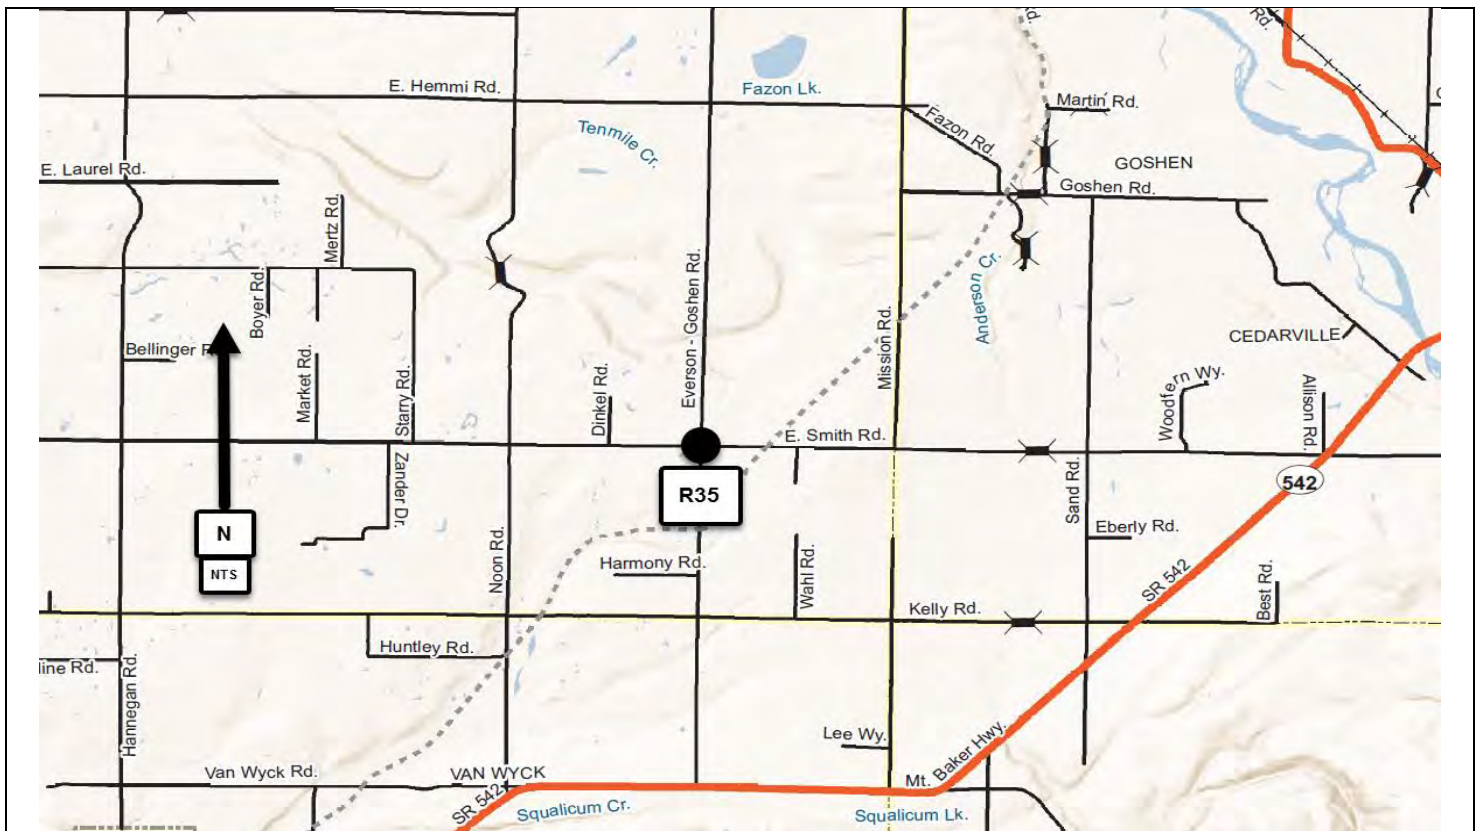 Rd.
Rd.
E. Hemmi Rd.
Fazon Lk.
Martin Rd.
Tenmile Cr.
Fazon Rd.
E. Laurel Rd.
GOSHEN
Goshen Rd.
Mertz Rd.
Boyer Rd.
Everson - Goshen Rd.
Anderson Cr.
Mission Rd.
CEDARVILLE
Bellinger
Market Rd.
Starry Rd.
Dinkel Rd.
Woodfern Wy.
Allison Rd.
E. Smith Rd.
Zander Dr.
R35
Sand Rd.
542
N
NTS
Eberly Rd.
Noon Rd.
Harmony Rd.
Wahl Rd.
SR 542
Best Rd.
Kelly Rd.
Huntley Rd.
line Rd.
Hannegan Rd.
Lee Wy.
Mt. Baker Hwy.
Van Wyck Rd.
VAN WYCK
SR 542
Squalicum Cr.
Squalicum Lk.